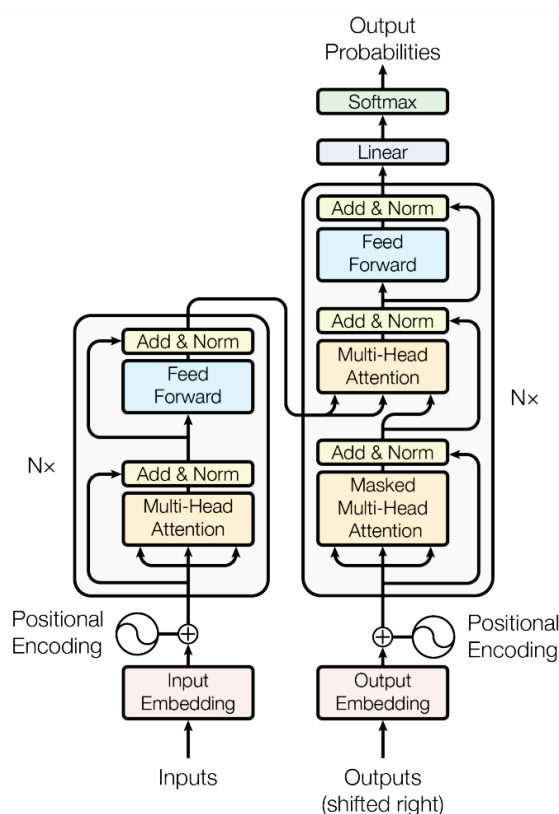 Output
Probabilities
Softmax
Linear
Add & Norm
Feed
Forward
Add & Norm
Multi-Head
Attention
Add & Norm
Masked
Multi-Head
Attention
Nx
Add & Norm
Feed
Forward
Add & Norm
Multi-Head
Attention
Nx
Positional
Encoding
Positional
Encoding
Input
Embedding
Output
Embedding
Inputs
Outputs
(shifted right)